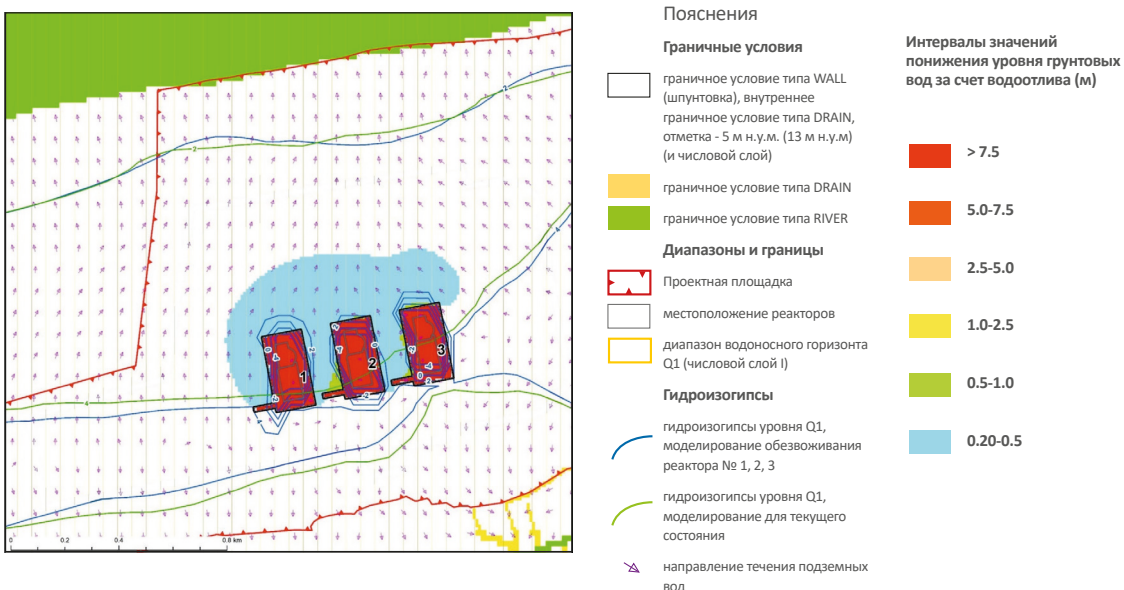 Пояснения
Граничные условия
граничное условие типа WALL
(шпунтовка), внутреннее
граничное условие типа DRAIN,
отметка - 5 м н.у.м. (13 м н.у.м)
(и числовой слой)
граничное условие типа DRAIN
граничное условие типа RIVER
Диапазоны и границы
Проектная площадка
местоположение реакторов
диапазон водоносного горизонта
Q1 (числовой слой I)
Гидроизогипсы
гидроизогипсы уровня Q1,
моделирование обезвоживания
реактора № 1, 2, 3
гидроизогипсы уровня Q1,
моделирование для текущего
состояния
направление течения подземных
вод
Интервалы значений
понижения уровня грунтовых
вод за счет водоотлива (м)
> 7.5
5.0-7.5
2.5-5.0
1.0-2.5
0.5-1.0
0.20-0.5
2
1
2
3
4
0
0.2
0.4
0.8 km